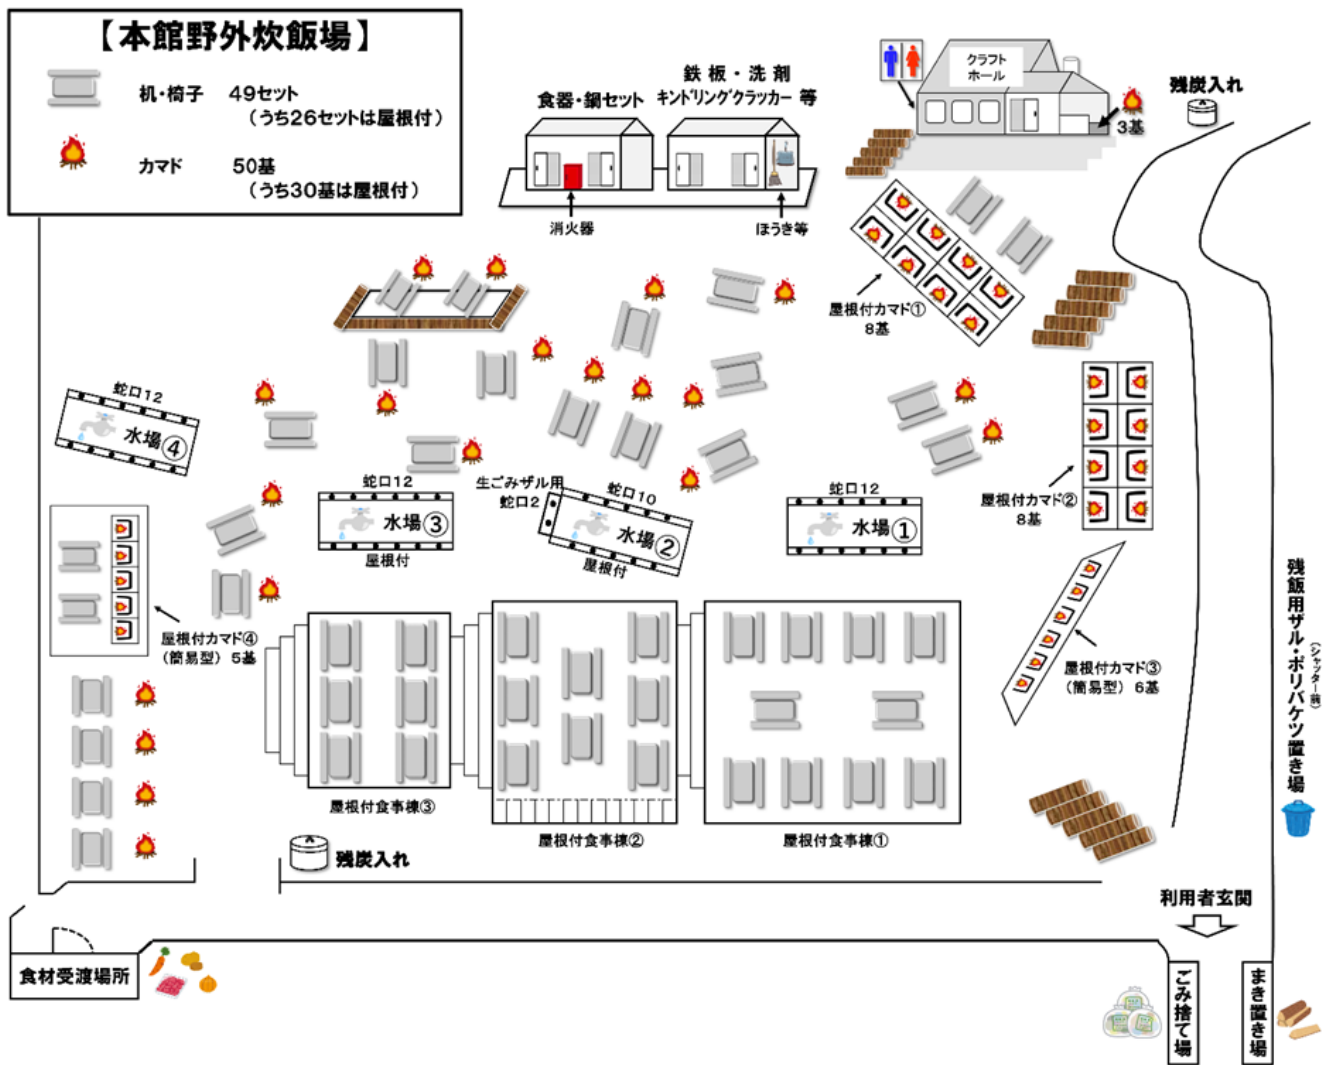 【本館野外炊飯場】
机・椅子 49セット
(うち26セットは屋根付)
カマド 50基
(うち30基は屋根付)
食器・鍋セット
鉄板・洗剤
キンドリングクラッカー 等
消火器
ほうき等
クラフト
ホール
3基
残炭入れ
屋根付カマド①
8基
屋根付カマド②
8基
屋根付カマド③
(簡易型) 6基
蛇口12
水場④
蛇口12
水場③
屋根付
生ごみザル用
蛇口2
蛇口10
水場②
屋根付
蛇口12
水場①
屋根付カマド④
(簡易型) 5基
屋根付食事棟③
屋根付食事棟②
屋根付食事棟①
残炭入れ
残飯用ザル・ポリバケツ置き場
(シャッター前)
利用者玄関
食材受渡場所
ごみ捨て場
まき置き場